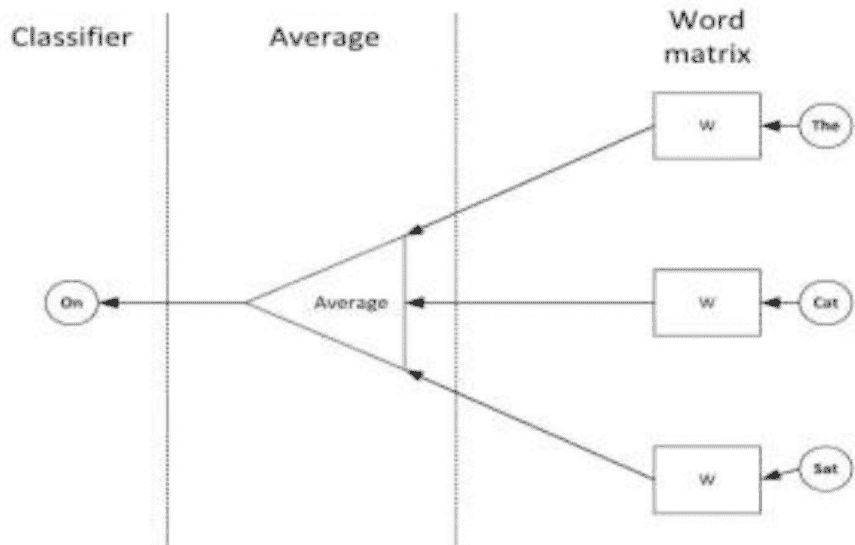 Classifier
Average
Word
matrix
W
The
On
Average
W
Cat
W
Sat